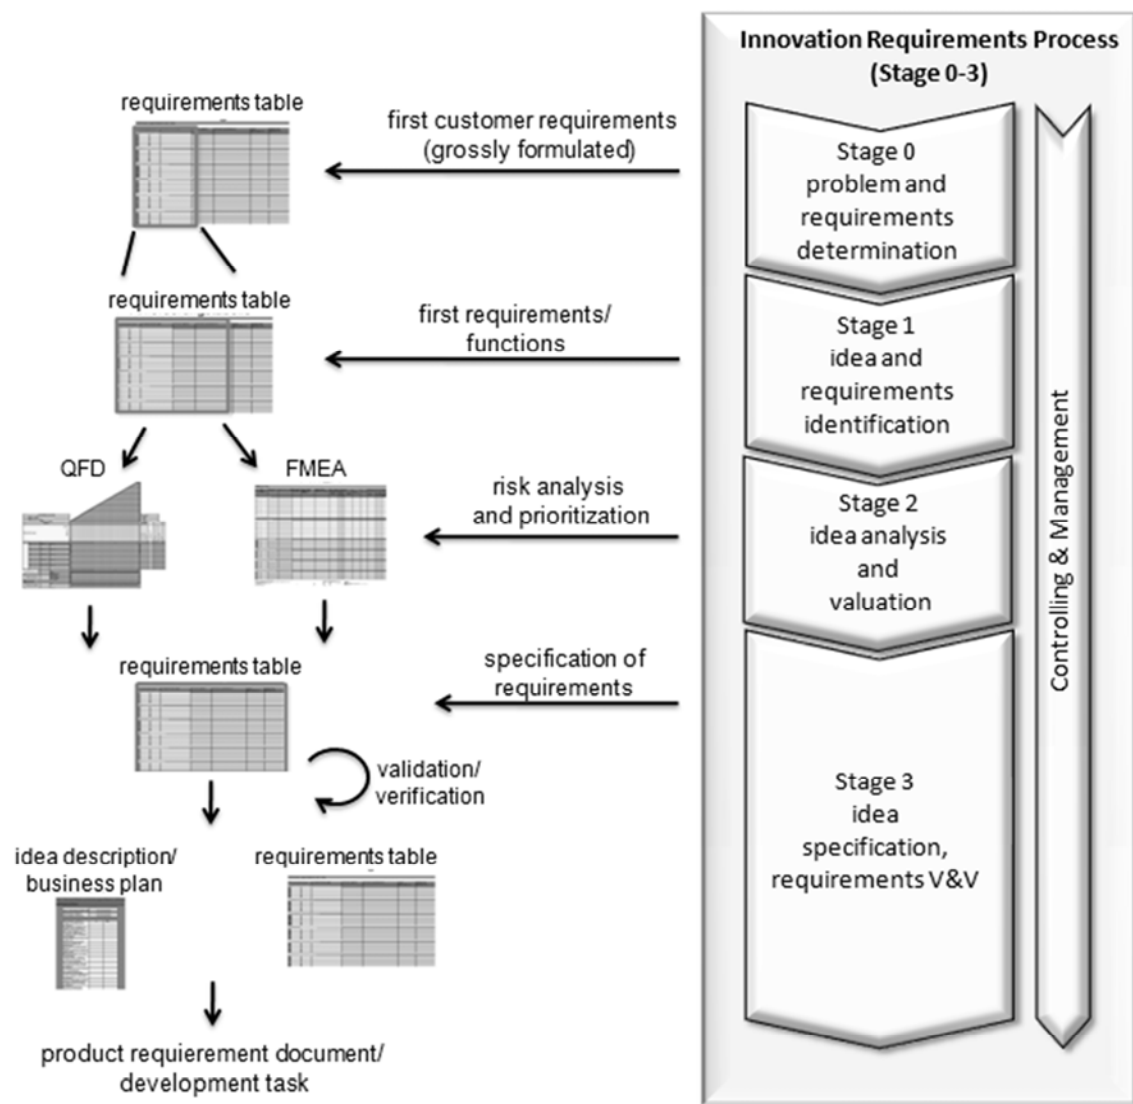 Innovation Requirements Process
(Stage 0-3)
requirements table
first customer requirements
(grossly formulated)
Stage 0
problem and
requirements
determination
requirements table
first requirements/
functions
Stage 1
idea and
requirements
identification
QFD
FMEA
risk analysis
and prioritization
Stage 2
idea analysis
and
valuation
Controlling & Management
requirements table
specification of
requirements
validation/
verification
Stage 3
idea
specification,
requirements V&V
idea description/
business plan
requirements table
product requierement document/
development task